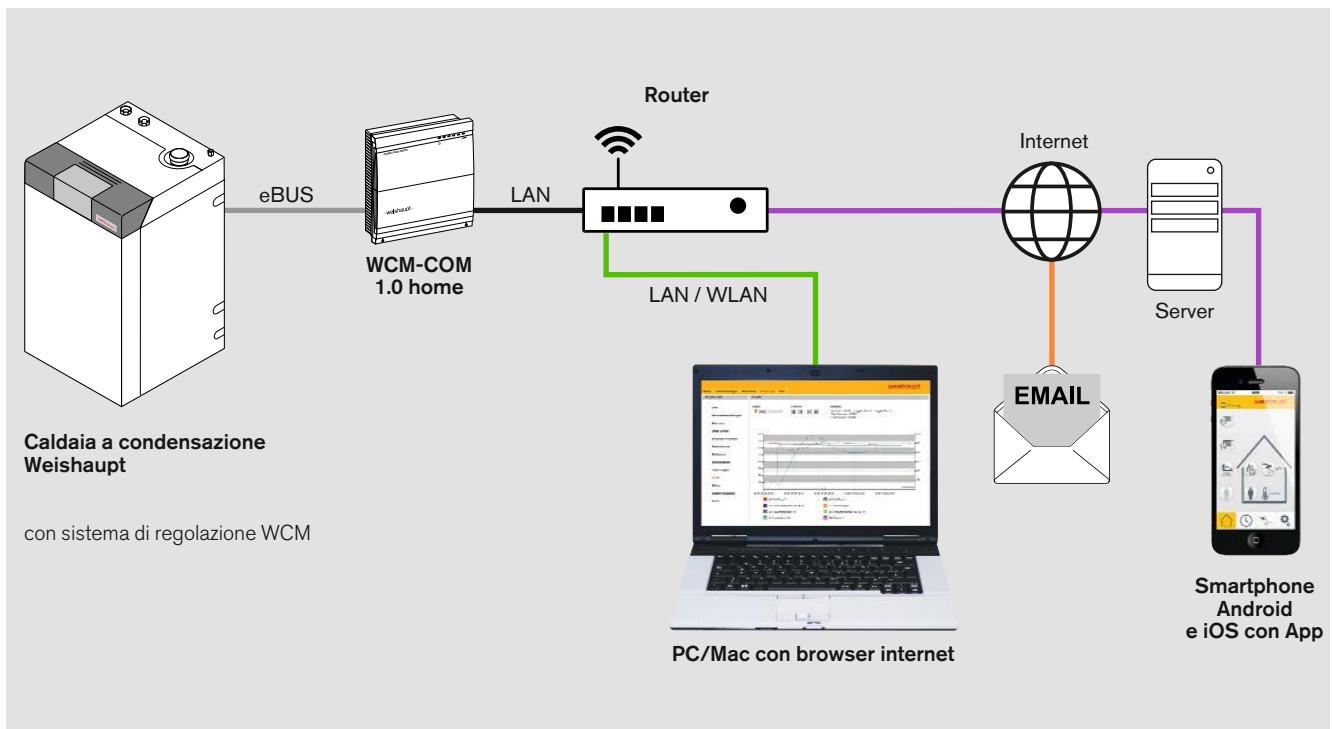 Router
Internet
eBUS
LAN
-weishaupt-
WCM-COM
1.0 home
LAN / WLAN
Server
EMAIL
Caldaia a condensazione
Weishaupt
con sistema di regolazione WCM
Smartphone
Android
e iOS con App
PC/Mac con browser internet